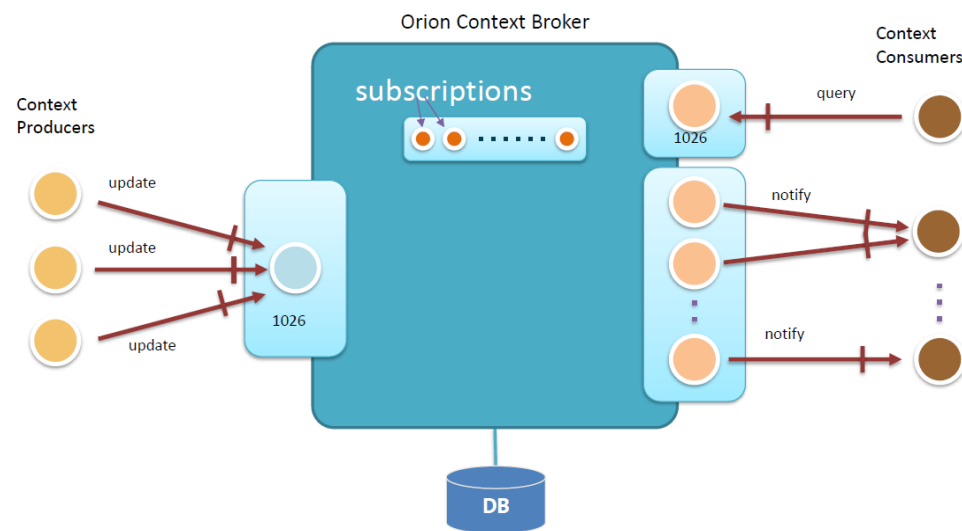 Orion Context Broker
Context
Producers
Context
Consumers
subscriptions
query
1026
update
notify
update
1026
update
notify
DB